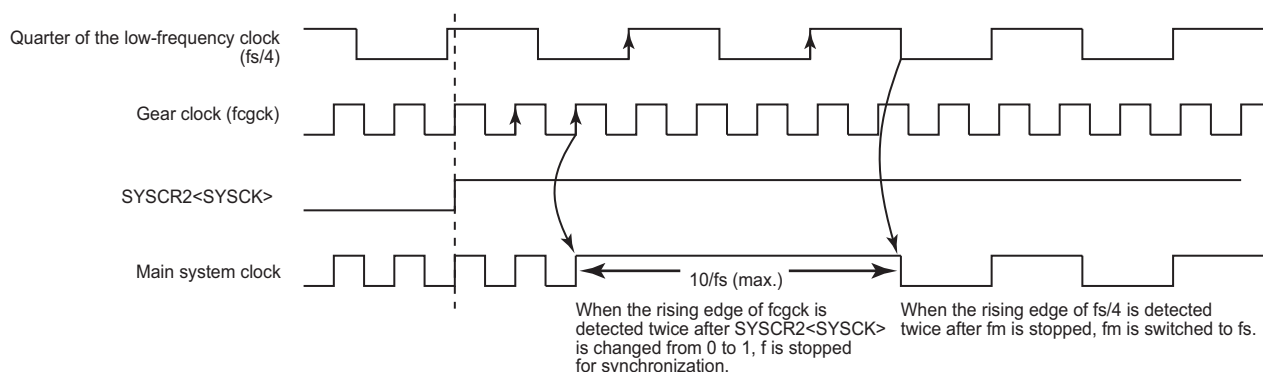 Quarter of the low-frequency clock
(fs/4)
Gear clock (fcgck)
SYSCR2<SYSCK>
Main system clock
10/fs (max.)
When the rising edge of fcgck is
detected twice after SYSCR2<SYSCK>
is changed from 0 to 1, f is stopped
for synchronization.
When the rising edge of fs/4 is detected
twice after fm is stopped, fm is switched to fs.